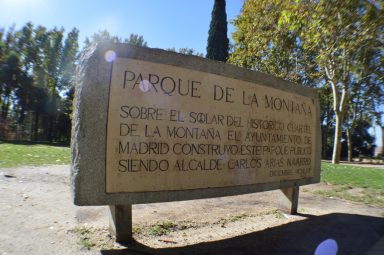 PARQUE DE LA MONTAÑA
SOBRE EL SOLAR DEL HISTORICO CUARTEL
DE LA MONTAÑA EL AYUNTAMIENTO DE
MADRID CONSTRUYO ESTE PARQUE PUBLICO
SIENDO ALCALDE CARLOS ARIAS NAVARRO
DICIEMBRE